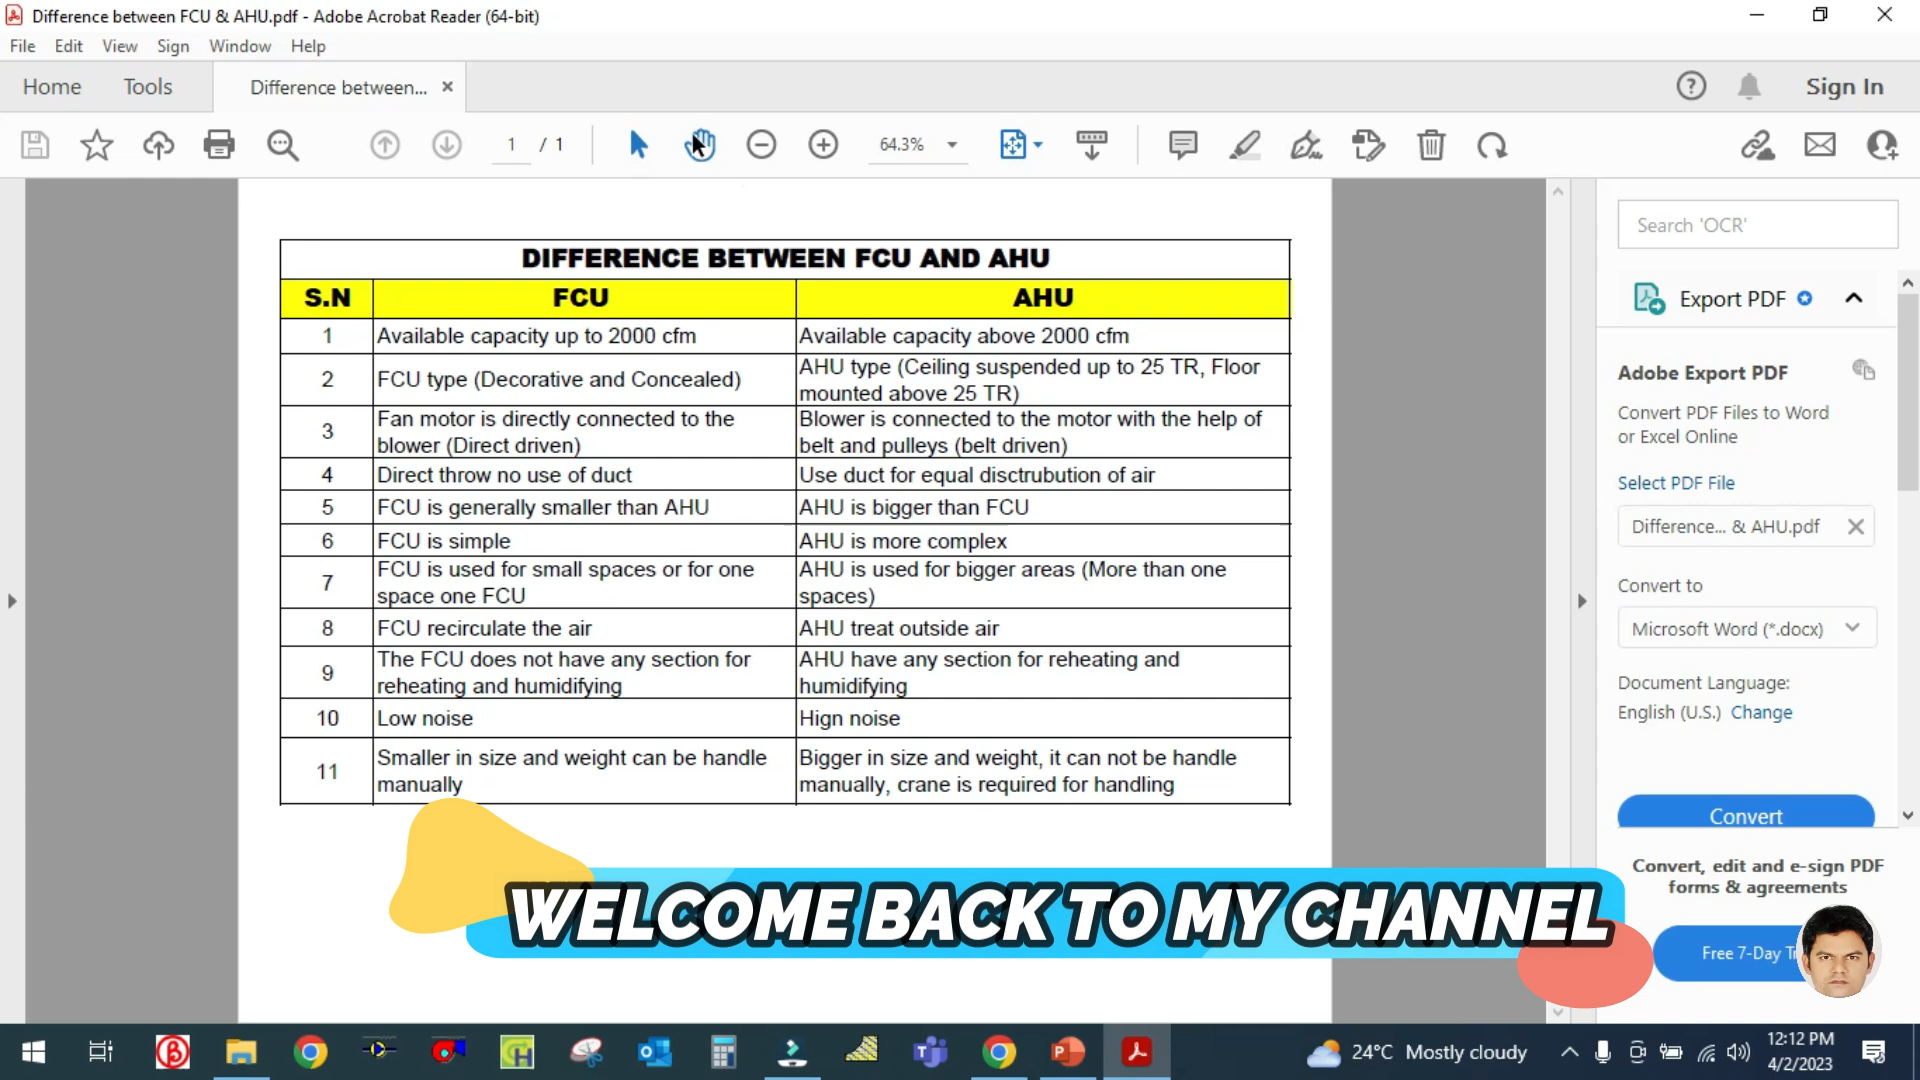 Difference between FCU & AHU.pdf - Adobe Acrobat Reader (64-bit)
File Edit View Sign Window Help
Home Tools Difference between... × Sign In
1 / 1 64.3%
Search 'OCR'
DIFFERENCE BETWEEN FCU AND AHU
S.N FCU AHU
1 Available capacity up to 2000 cfm Available capacity above 2000 cfm
2 FCU type (Decorative and Concealed) AHU type (Ceiling suspended up to 25 TR, Floor
mounted above 25 TR)
3 Fan motor is directly connected to the Blower is connected to the motor with the help of
blower (Direct driven) belt and pulleys (belt driven)
4 Direct throw no use of duct Use duct for equal disctrubution of air
5 FCU is generally smaller than AHU AHU is bigger than FCU
6 FCU is simple AHU is more complex
7 FCU is used for small spaces or for one AHU is used for bigger areas (More than one
space one FCU spaces)
8 FCU recirculate the air AHU treat outside air
9 The FCU does not have any section for AHU have any section for reheating and
reheating and humidifying humidifying
10 Low noise Hign noise
11 Smaller in size and weight can be handle Bigger in size and weight, it can not be handle
manually manually, crane is required for handling
Export PDF
Adobe Export PDF
Convert PDF Files to Word
or Excel Online
Select PDF File
Difference... & AHU.pdf
Convert to
Microsoft Word (*.docx)
Document Language:
English (U.S.) Change
Convert
Convert, edit and e-sign PDF
forms & agreements
Free 7-Day
WELCOME BACK TO MY CHANNEL
24°C Mostly cloudy
12:12 PM
4/2/2023